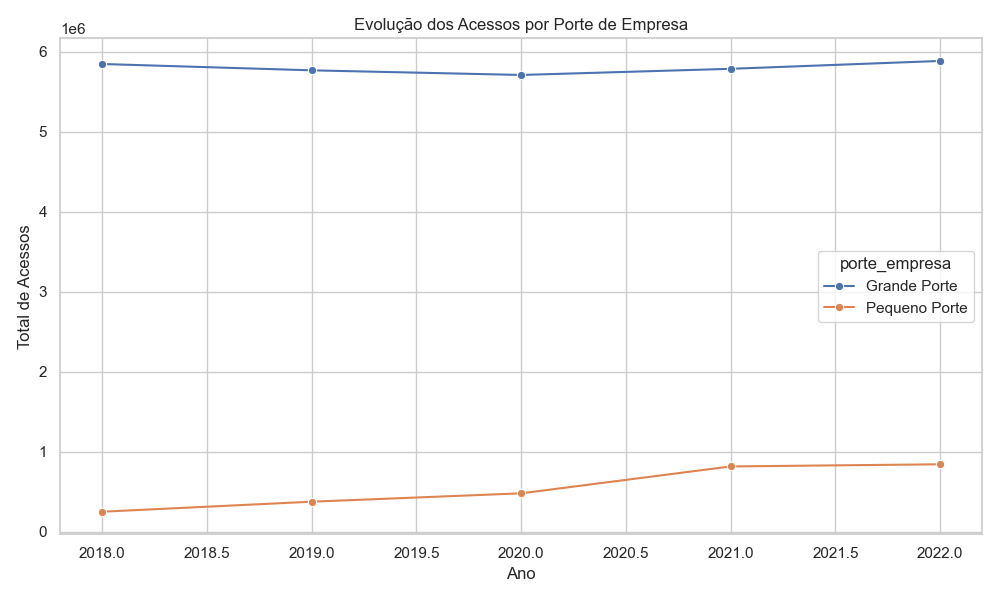 Evolução dos Acessos por Porte de Empresa
1e6
6
5
4
3
2
1
0
Total de Acessos
porte_empresa
Grande Porte
Pequeno Porte
2018.0 2018.5 2019.0 2019.5 2020.0 2020.5 2021.0 2021.5 2022.0
Ano